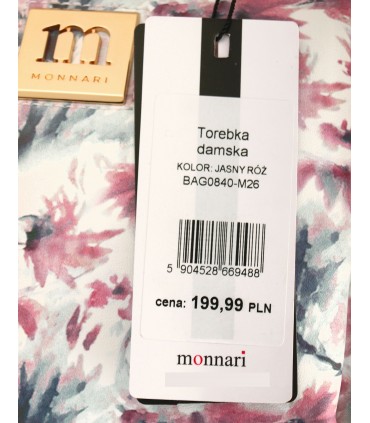 m
MONNARI
Torebka
damska
KOLOR: JASNY RÓŻ
BAG0840-M26
5 904528 669488
cena: 199,99 PLN
monnari